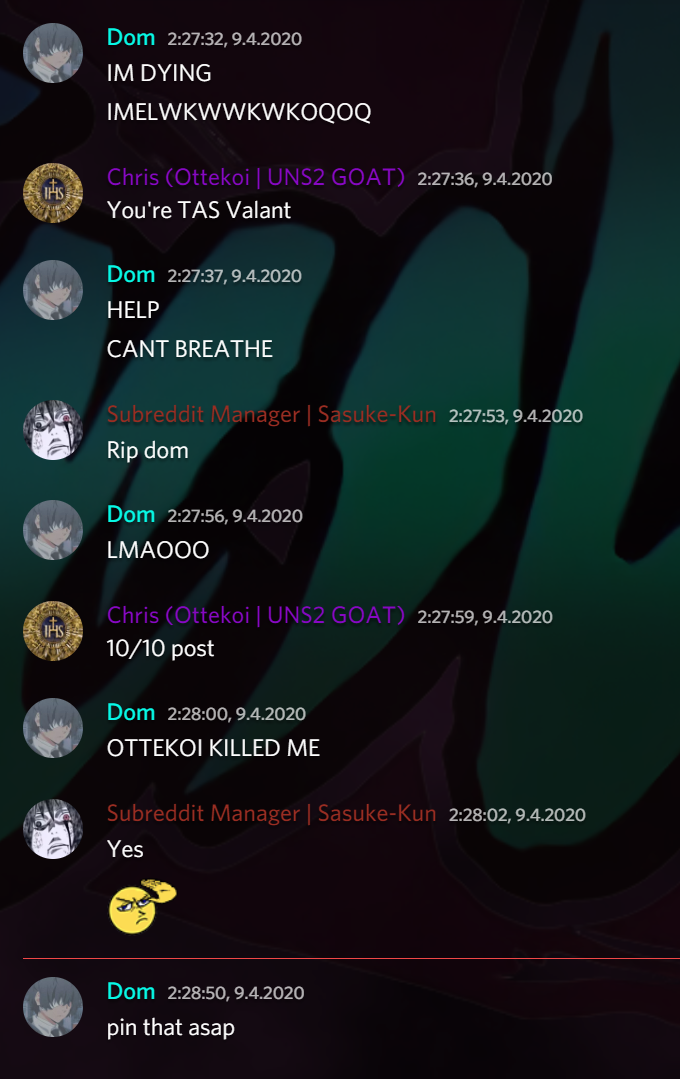 Dom 2:27:32, 9.4.2020
IM DYING
IMELWKWWKWKOQOQ
Chris (Ottekoi | UNS2 GOAT) 2:27:36, 9.4.2020
IHS
You're TAS Valant
Dom 2:27:37, 9.4.2020
HELP
CANT BREATHE
Subreddit Manager | Sasuke-Kun 2:27:53, 9.4.2020
Rip dom
Dom 2:27:56, 9.4.2020
LMAOOO
Chris (Ottekoi | UNS2 GOAT) 2:27:59, 9.4.2020
IHS
10/10 post
Dom 2:28:00, 9.4.2020
OTTEKOI KILLED ME
Subreddit Manager | Sasuke-Kun 2:28:02, 9.4.2020
Yes
Dom 2:28:50, 9.4.2020
pin that asap